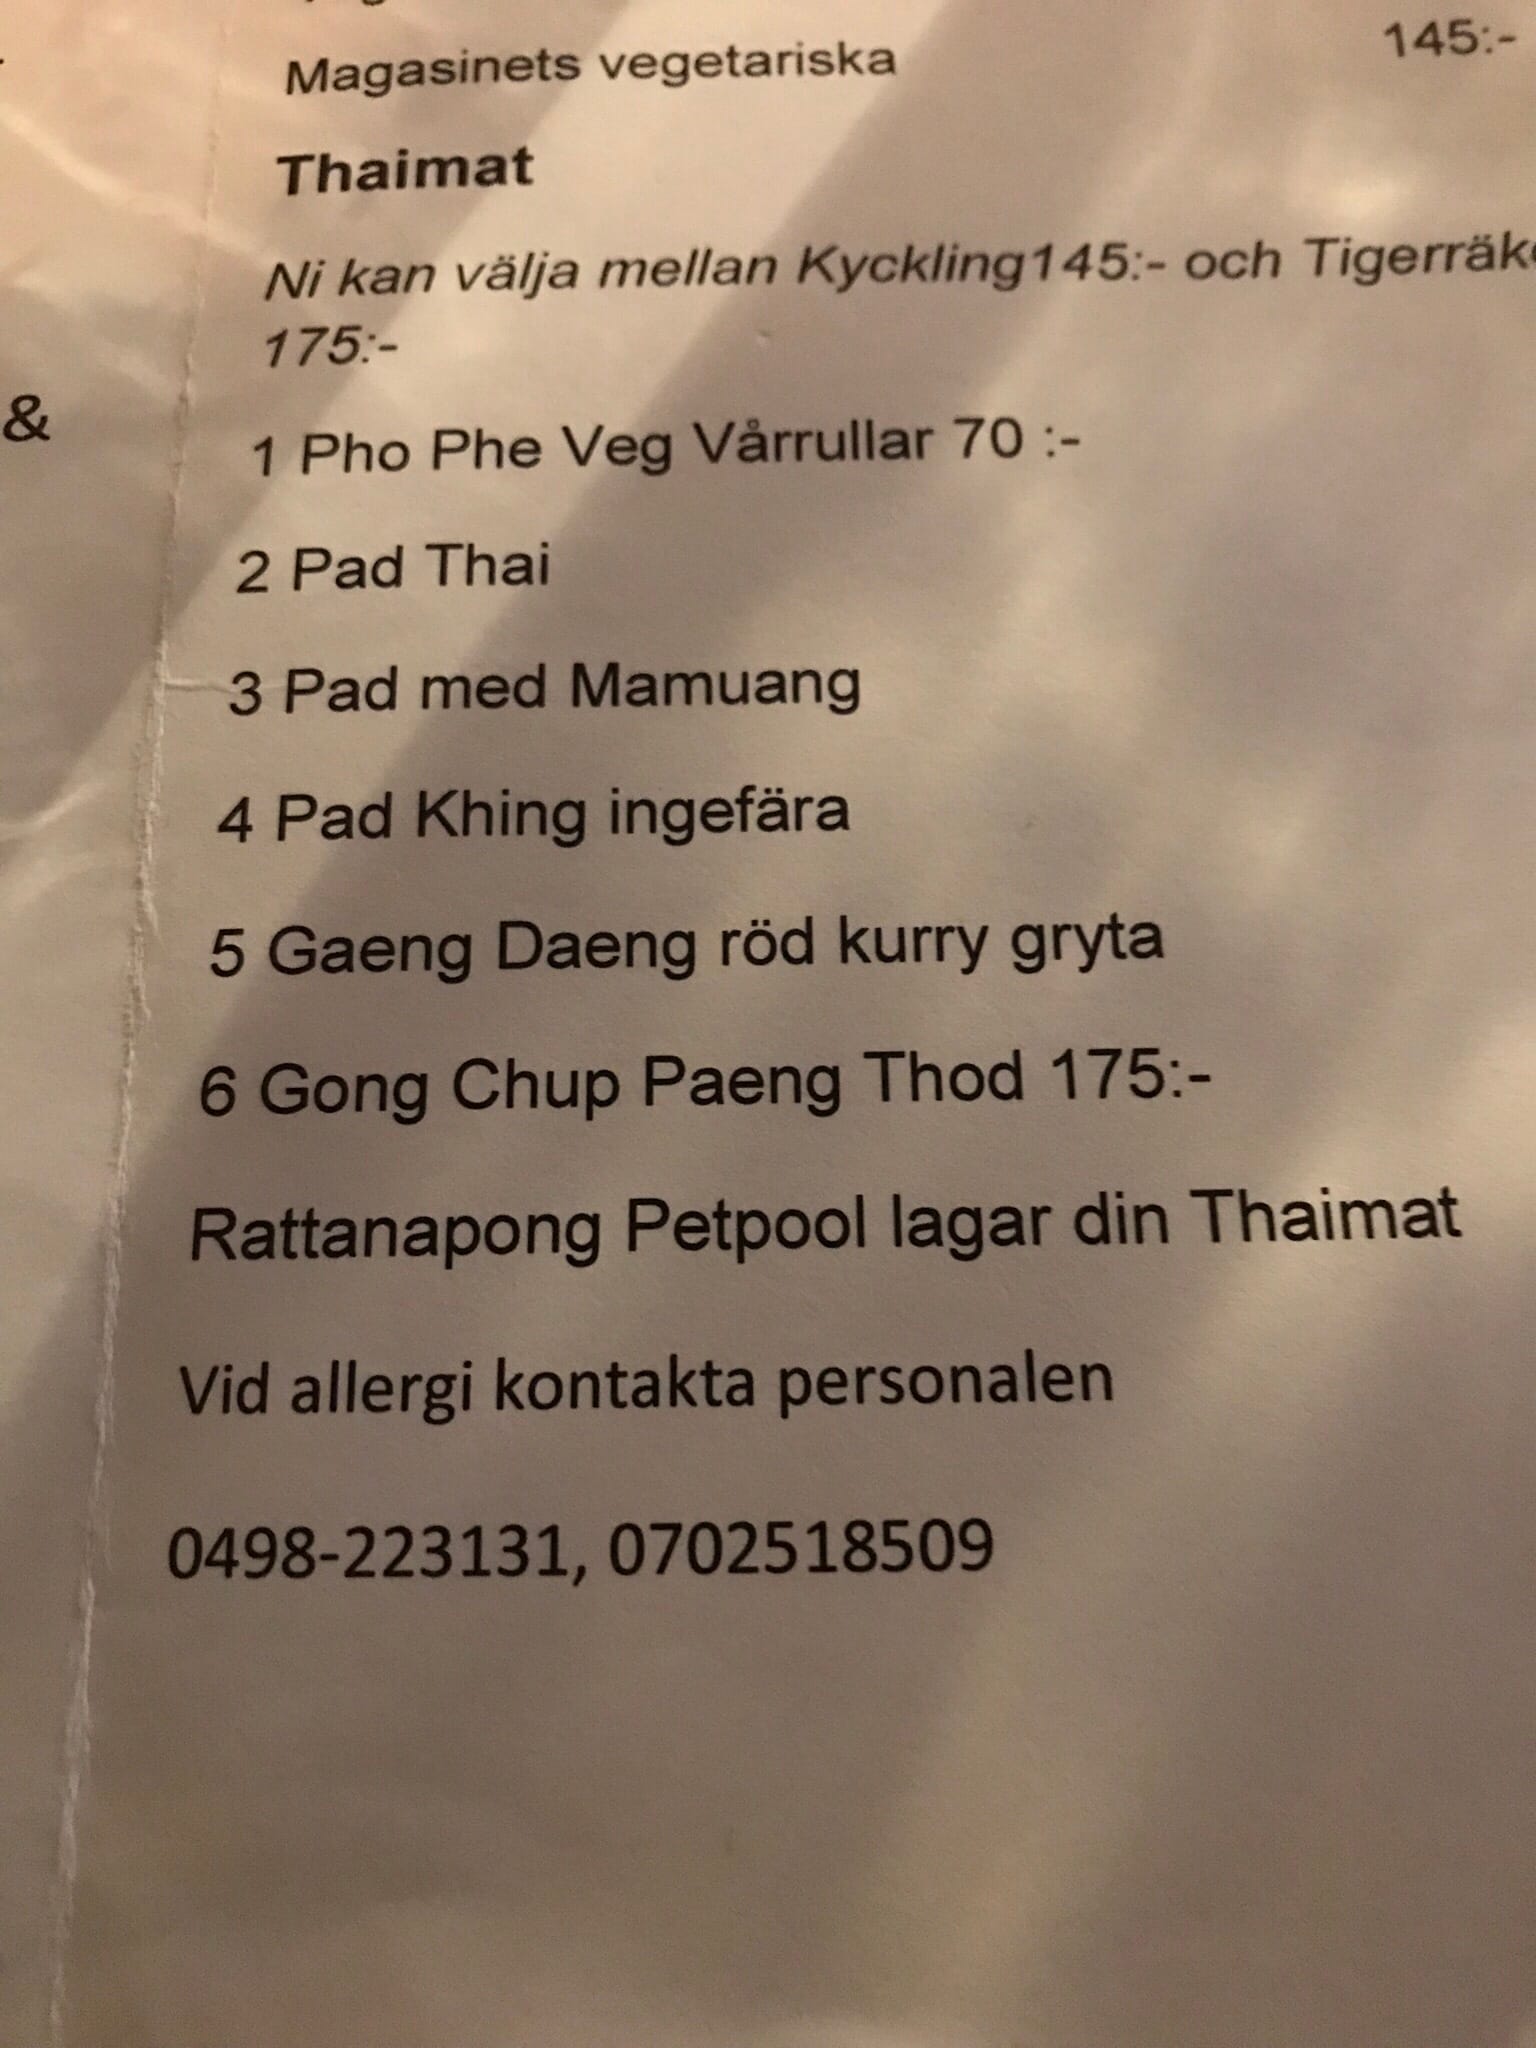 Magasinets vegetariska 145:-
Thaimat
Ni kan välja mellan Kyckling145:- och
175:-
&
1 Pho Phe Veg Vårrullar 70 :-
2 Pad Thai
3 Pad med Mamuang
4 Pad Khing ingefära
5 Gaeng Daeng röd kurry gryta
6 Gong Chup Paeng Thod 175:-
Rattanapong Petpool lagar din Thaimat
Vid allergi kontakta personalen
0498-223131, 0702518509